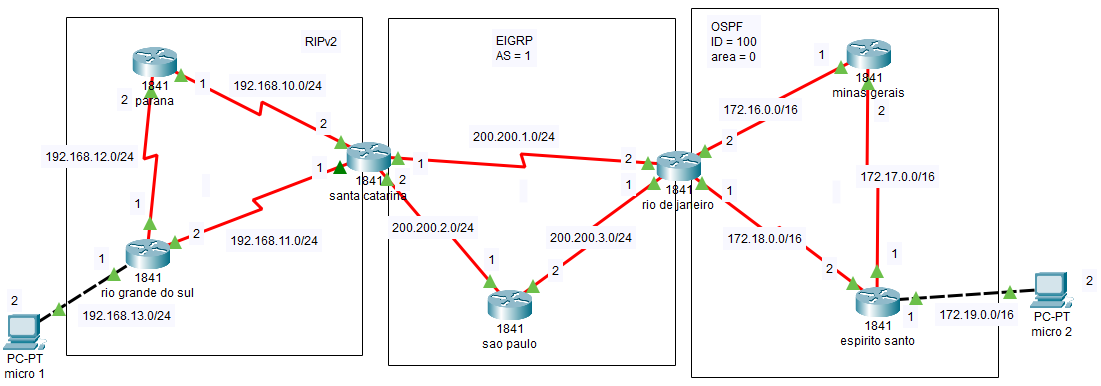 RIPv2
EIGRP
AS = 1
OSPF
ID = 100
area = 0
1841
parana
1
2
192.168.10.0/24
2
192.168.12.0/24
1
1841
santa catarina
1
1
2
192.168.11.0/24
2
1
1841
rio grande do sul
1
192.168.13.0/24
2
PC-PT
micro 1
200.200.1.0/24
2
200.200.2.0/24
1
200.200.3.0/24
1
2
1841
sao paulo
1841
rio de janeiro
2
1
172.16.0.0/16
1
1841
minas gerais
2
172.17.0.0/16
1
172.18.0.0/16
2
1841
espirito santo
1
172.19.0.0/16
2
PC-PT
micro 2